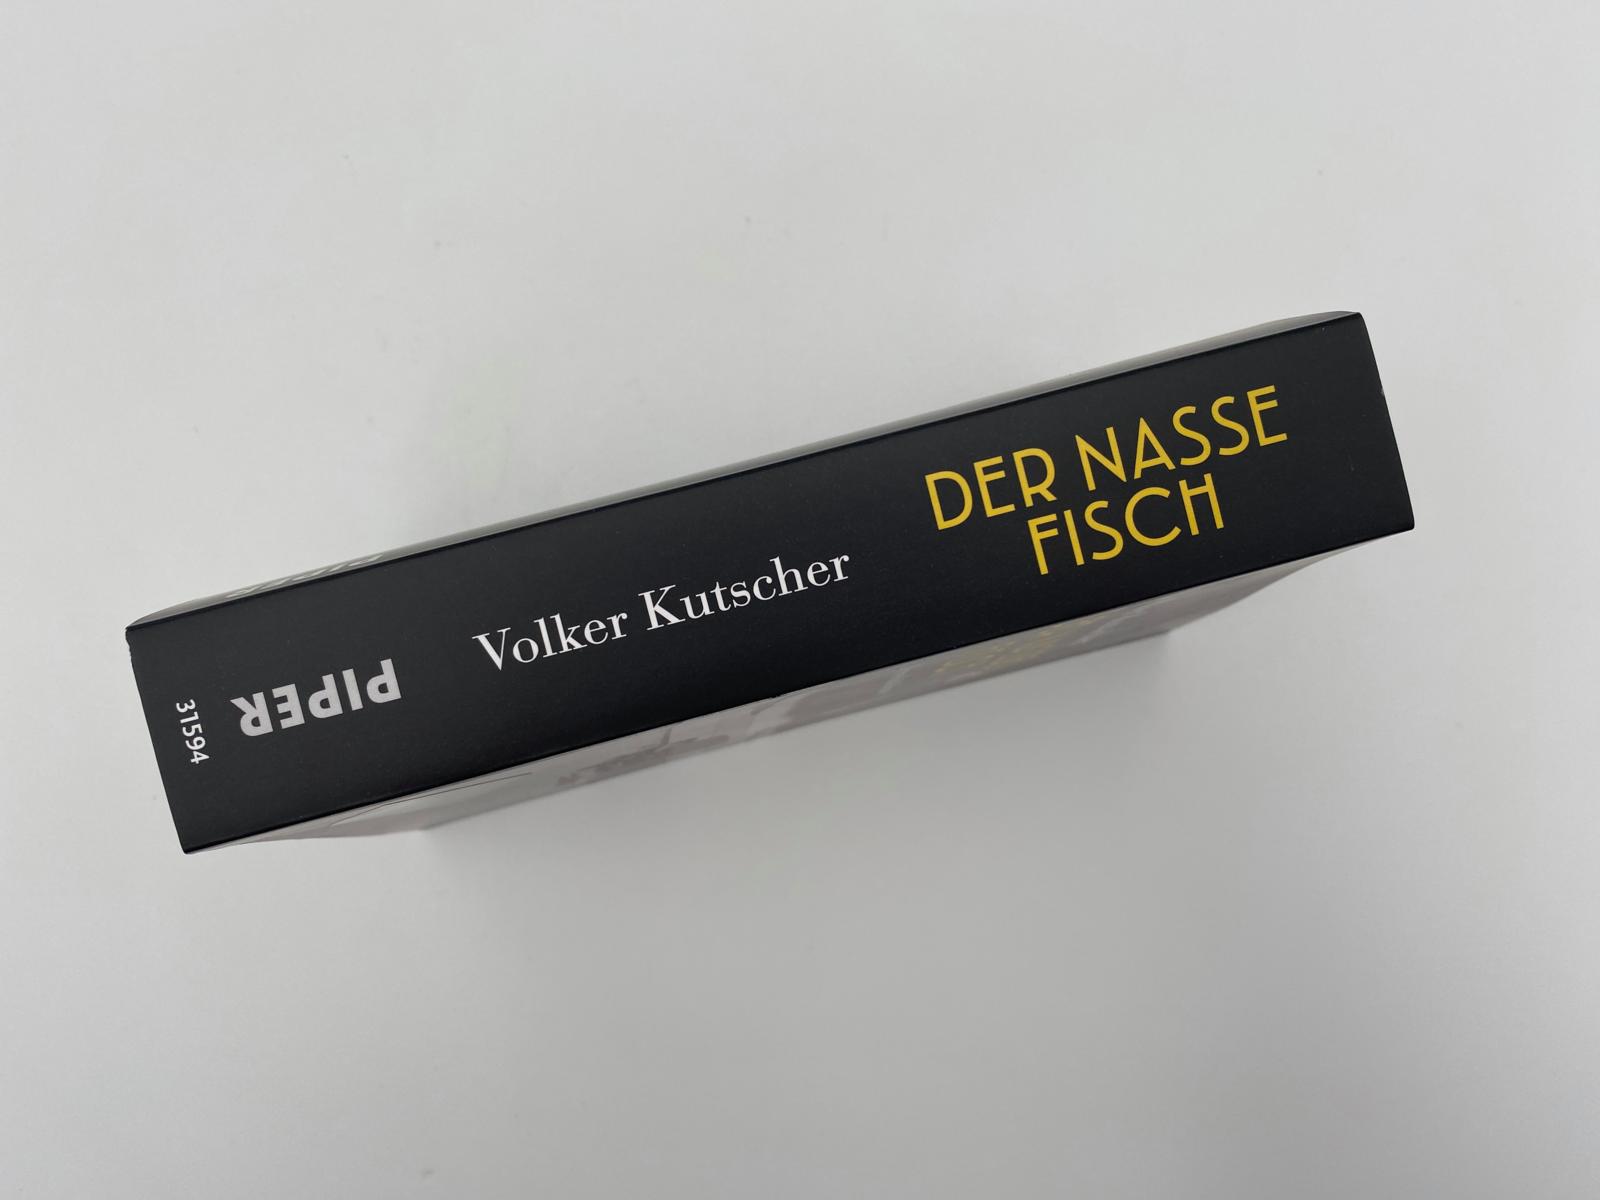 DER NASSE
FISCH
Volker Kutscher
PIPER
31594